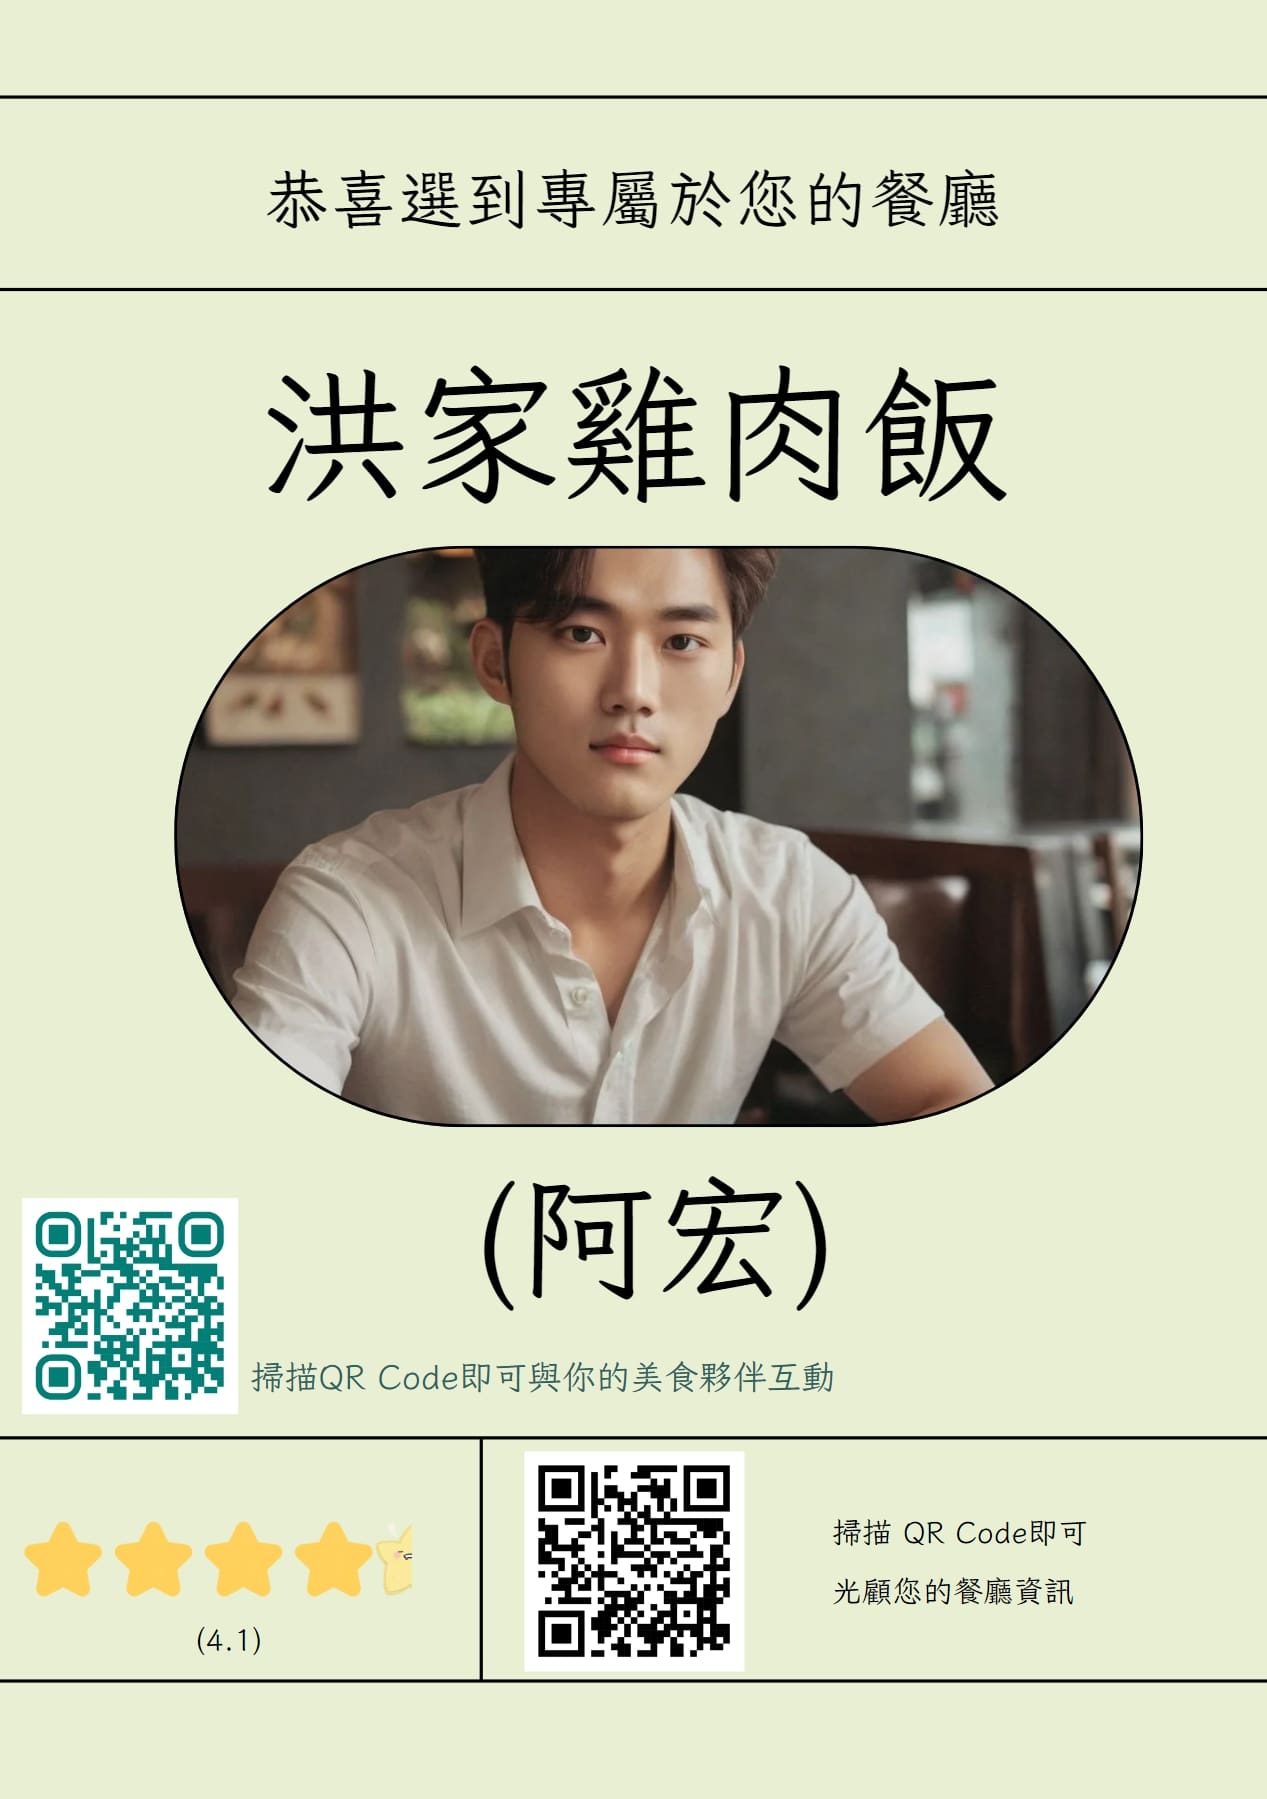 恭喜選到專屬於您的餐廳
洪家雞肉飯
(阿宏)
掃描QR Code即可與你的美食夥伴互動
(4.1)
掃描 QR Code即可
光顧您的餐廳資訊